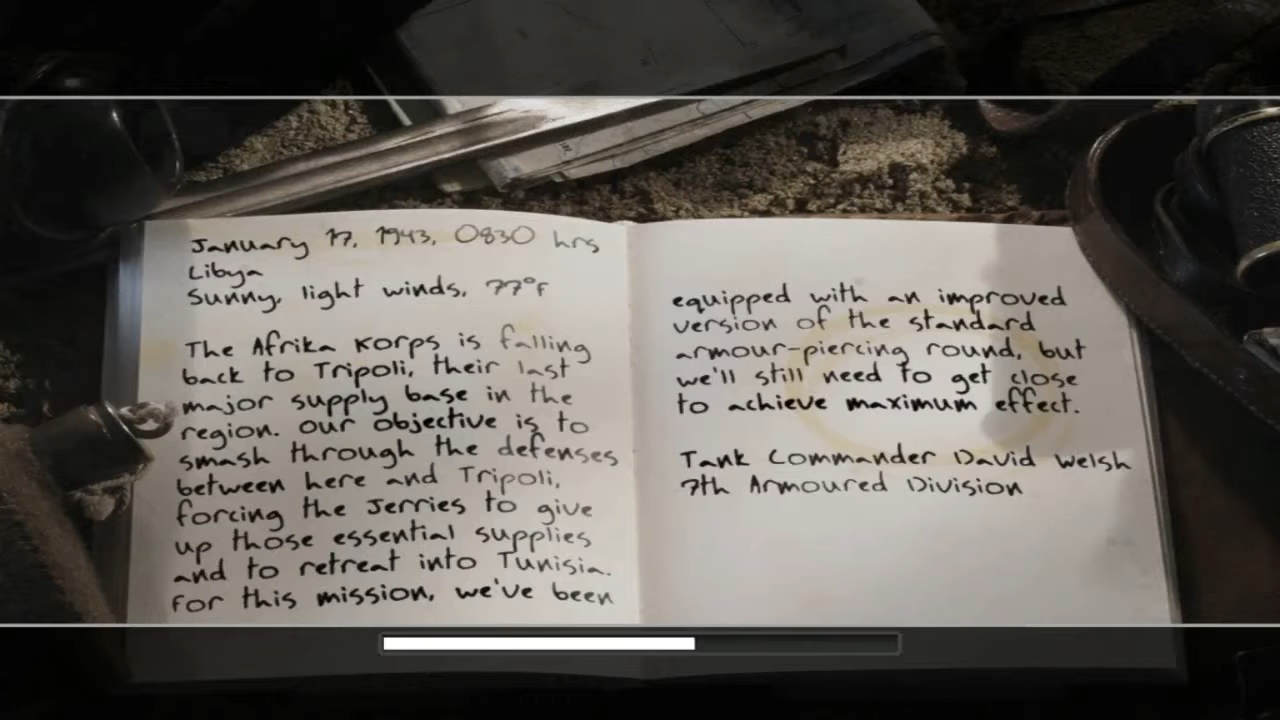 January 17, 1943, 0830 hrs
Libya
Sunny, light winds, 77°F
The Afrika Korps is falling
back to Tripoli, their last
major supply base in the
region. Our objective is to
smash through the defenses
between here and Tripoli,
forcing the Jerries to give
up those essential supplies
and to retreat into Tunisia.
For this mission, we've been
equipped with an improved
version of the standard
armour-piercing round, but
we'll still need to get close
to achieve maximum effect.
Tank Commander David Welsh
7th Armoured Division